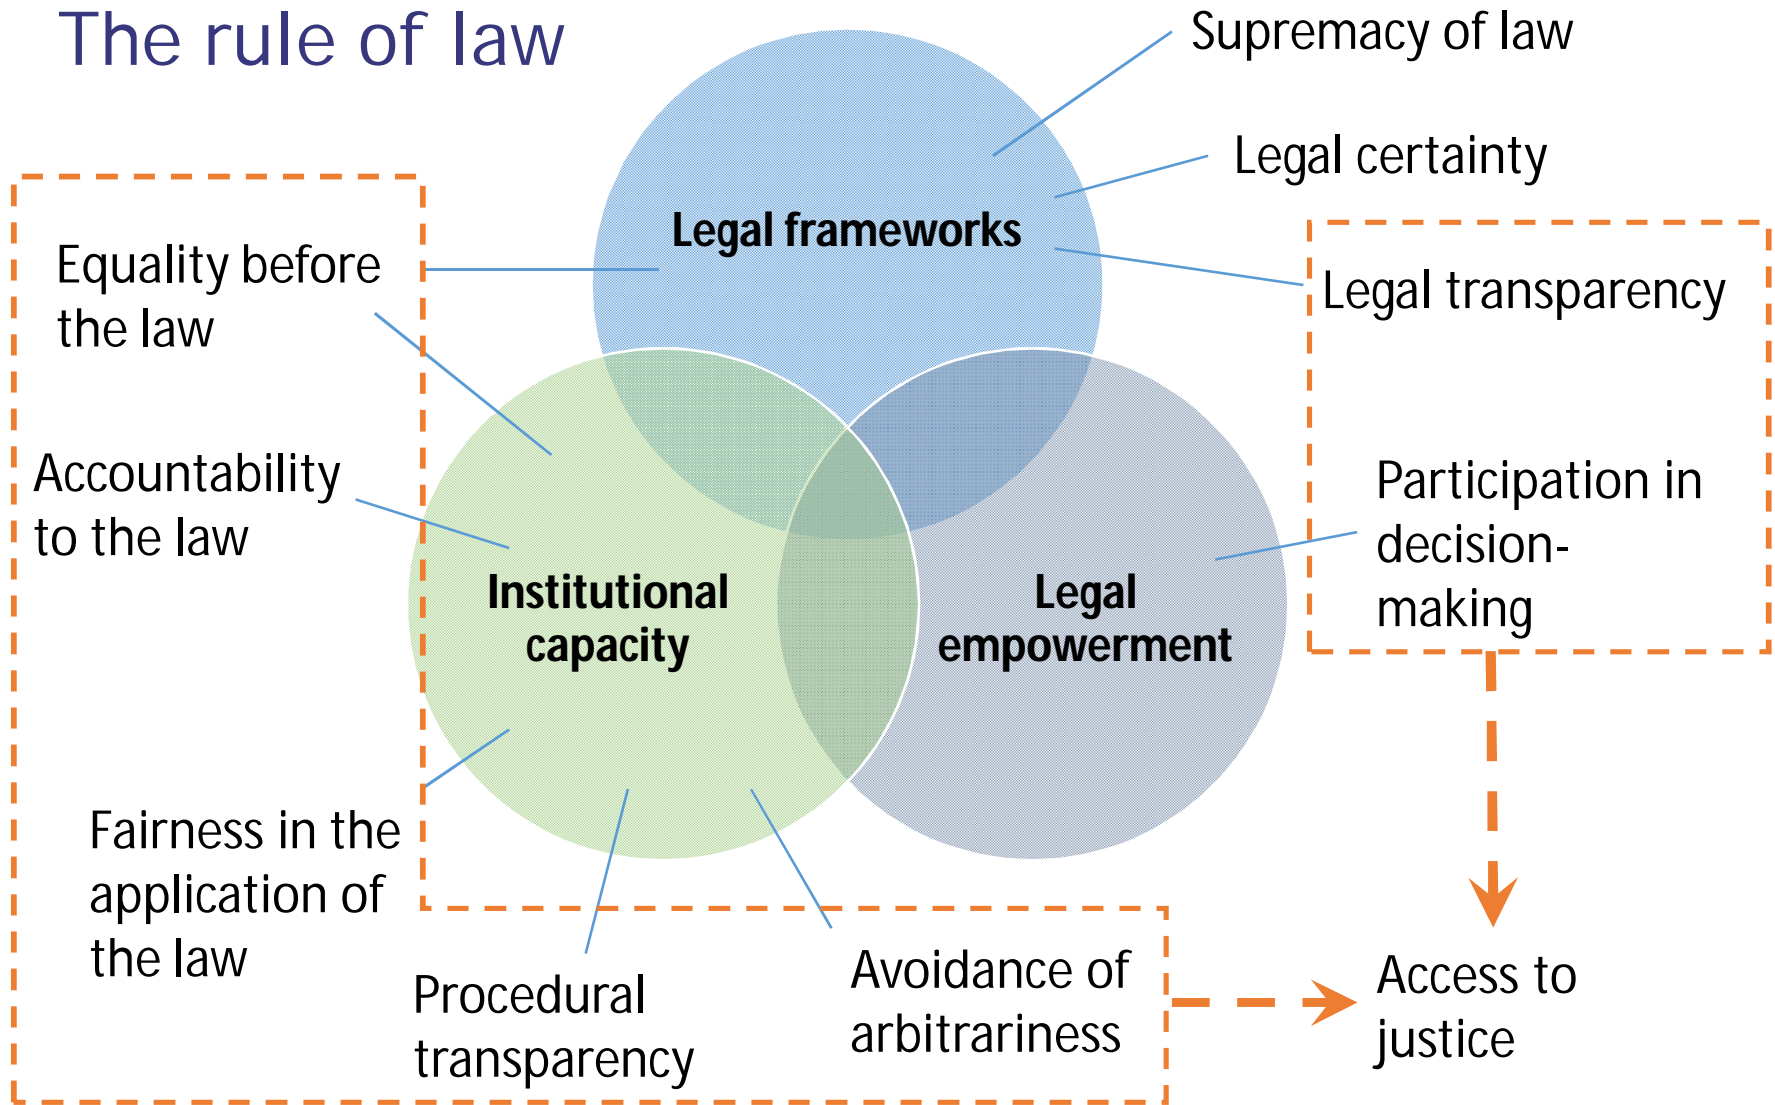 The rule of law
Supremacy of law
Legal certainty
Legal frameworks
Equality before
the law
Legal transparency
Accountability
to the law
Participation in
decision-
making
Institutional
capacity
Legal
empowerment
Fairness in the
application of
the law
Procedural
transparency
Avoidance of
arbitrariness
Access to
justice